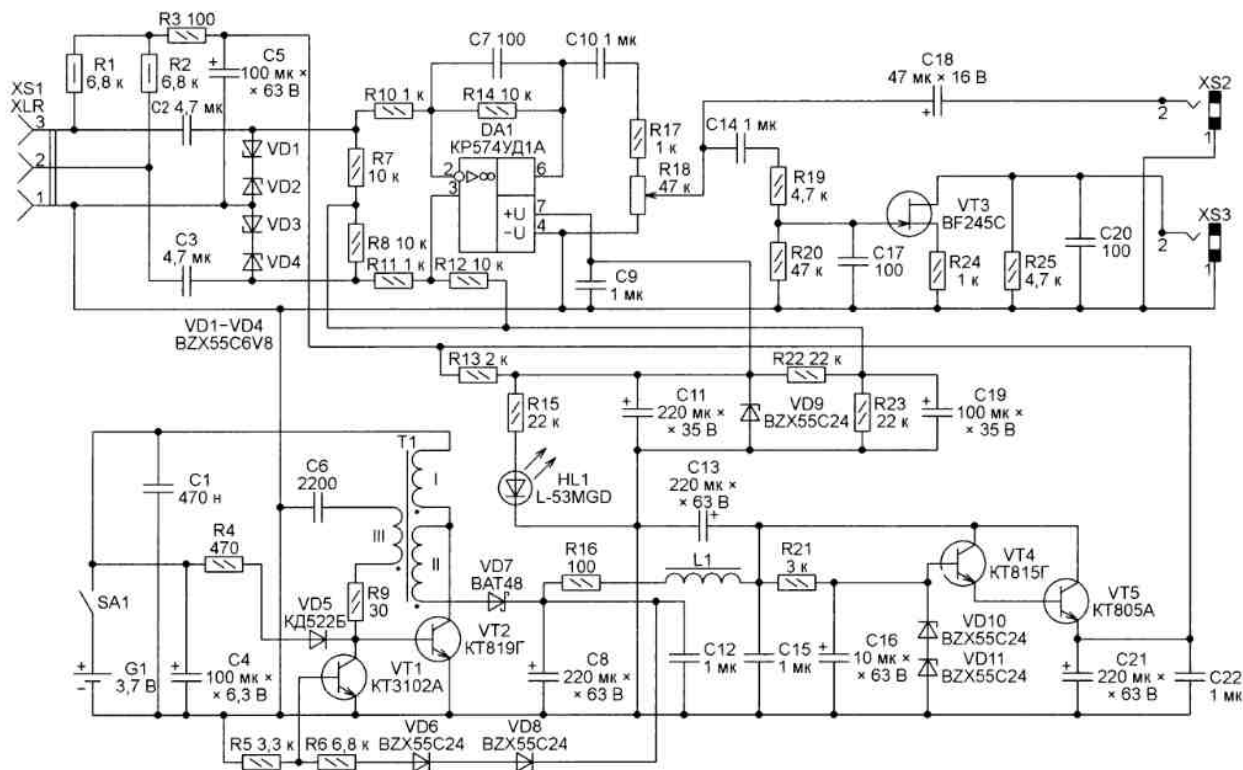 R3 100
C7 100
C10 1 мк
C18
47 мк × 16 В
XS2
XS1
XLR
R1
6,8 к
R2
6,8 к
C5
100 мк ×
× 63 В
C2 4,7 мк
R10 1 к
R14 10 к
DA1
КР574УД1А
R17
1 к
C14 1 мк
3
2
1
VD1
VD2
VD3
VD4
R7
10 к
2
3
▷∞
6
7
+U
−U
4
R18
47 к
R19
4,7 к
VT3
BF245C
2
1
XS3
C3
4,7 мк
R8 10 к
R11 1 к
R12 10 к
C9
1 мк
R20
47 к
C17
100
R24
1 к
R25
4,7 к
C20
100
2
1
VD1−VD4
BZX55C6V8
R13 2 к
R22 22 к
R15
22 к
C11
220 мк ×
× 35 В
VD9
BZX55C24
R23
22 к
C19
100 мк ×
× 35 В
C1
470 н
C6
2200
T1
I
II
III
HL1
L-53MGD
C13
220 мк ×
× 63 В
R4
470
R16
100
L1
R21
3 к
VT4
КТ815Г
SA1
VD5
КД522Б
R9
30
VD7
BAT48
VT2
КТ819Г
VT5
КТ805А
VD10
BZX55C24
VD11
BZX55C24
G1
3,7 В
C4
100 мк ×
× 6,3 В
VT1
КТ3102А
C8
220 мк ×
× 63 В
C12
1 мк
C15
1 мк
C16
10 мк ×
× 63 В
C21
220 мк ×
× 63 В
C22
1 мк
R5 3,3 к
R6 6,8 к
VD6
BZX55C24
VD8
BZX55C24